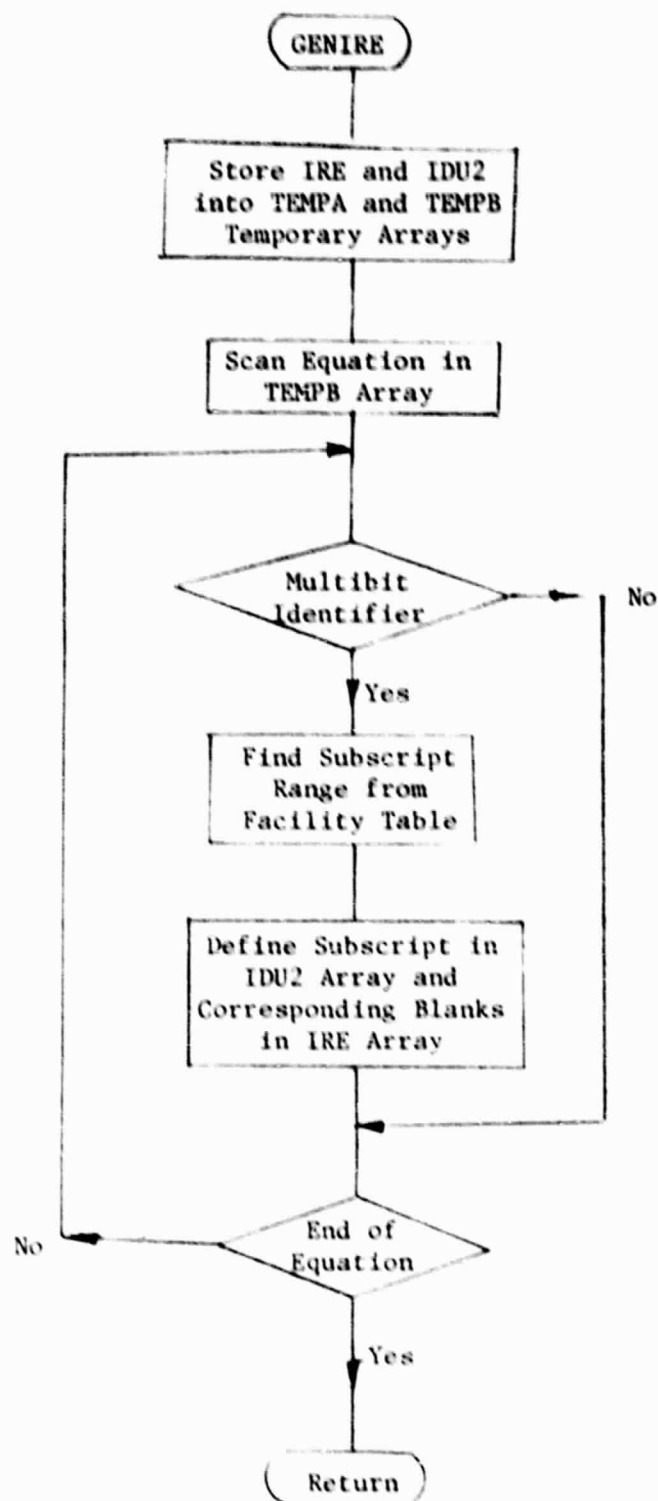 GENIRE
Store IRE and IDU2
into TEMPA and TEMPB
Temporary Arrays
Scan Equation in
TEMPB Array
Multibit
Identifier
No
Yes
Find Subscript
Range from
Facility Table
Define Subscript in
IDU2 Array and
Corresponding Blanks
in IRE Array
End of
Equation
No
Yes
Return